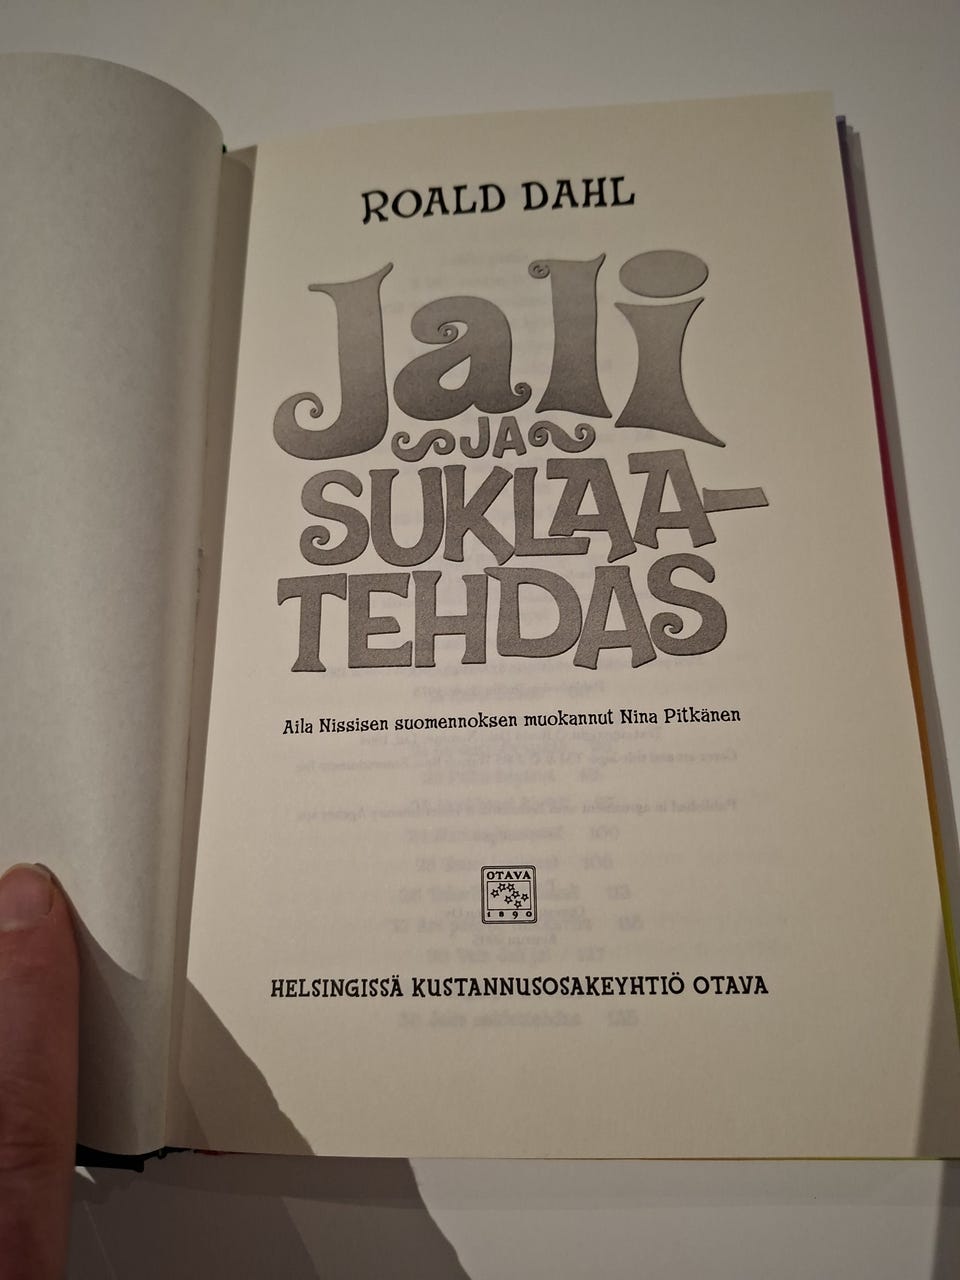 ROALD DAHL
Jali
JA
SUKLAA-
TEHDAS
Aila Nissisen suomennoksen muokannut Nina Pitkänen
OTAVA
1890
HELSINGISSÄ KUSTANNUSOSAKEYHTIÖ OTAVA